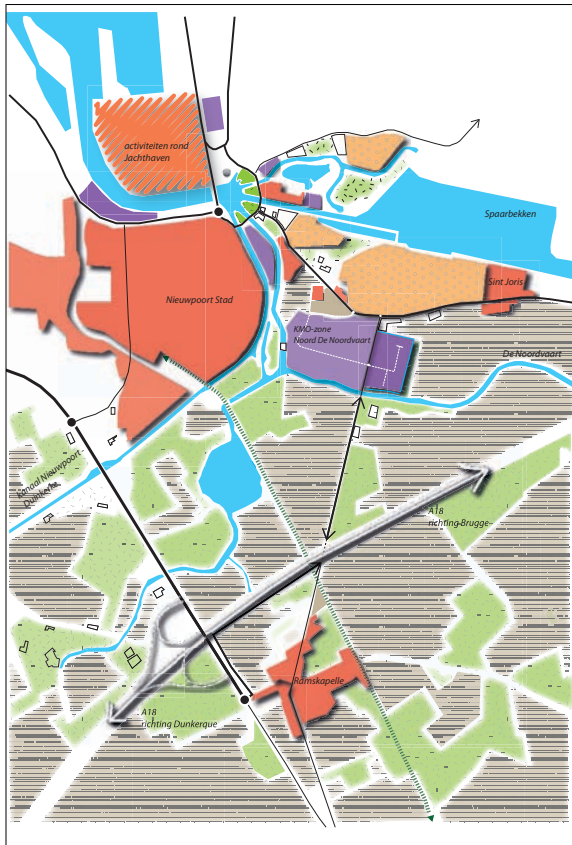 activiteiten rond
Jachthaven
Spaarbekken
Sint Joris
Nieuwpoort Stad
KMO-zone
Noord De Noordvaart
De Noordvaart
Kanaal Nieuwpoort-
Duinkerke
A18
richting Brugge
Ramskapelle
A18
richting Dunkerque